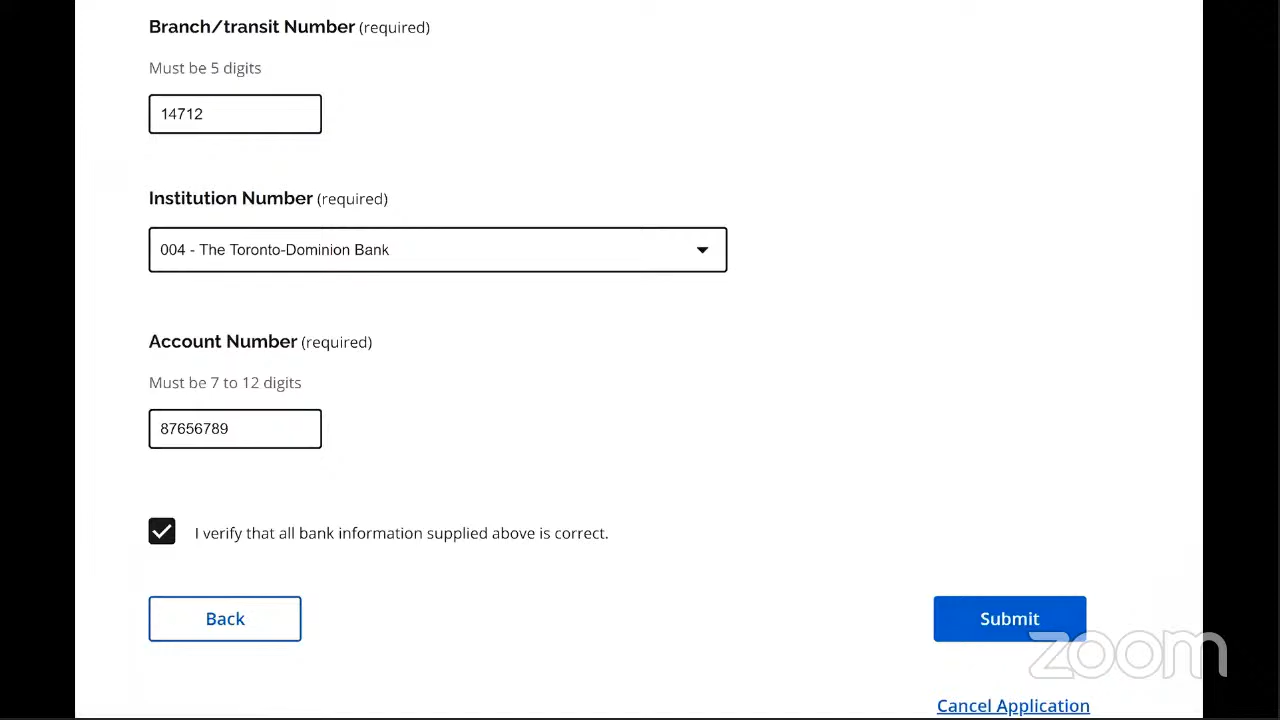 Branch/transit Number (required)
Must be 5 digits
14712
Institution Number (required)
004 - The Toronto-Dominion Bank
Account Number (required)
Must be 7 to 12 digits
87656789
I verify that all bank information supplied above is correct.
Back
Submit
zoom
Cancel Application